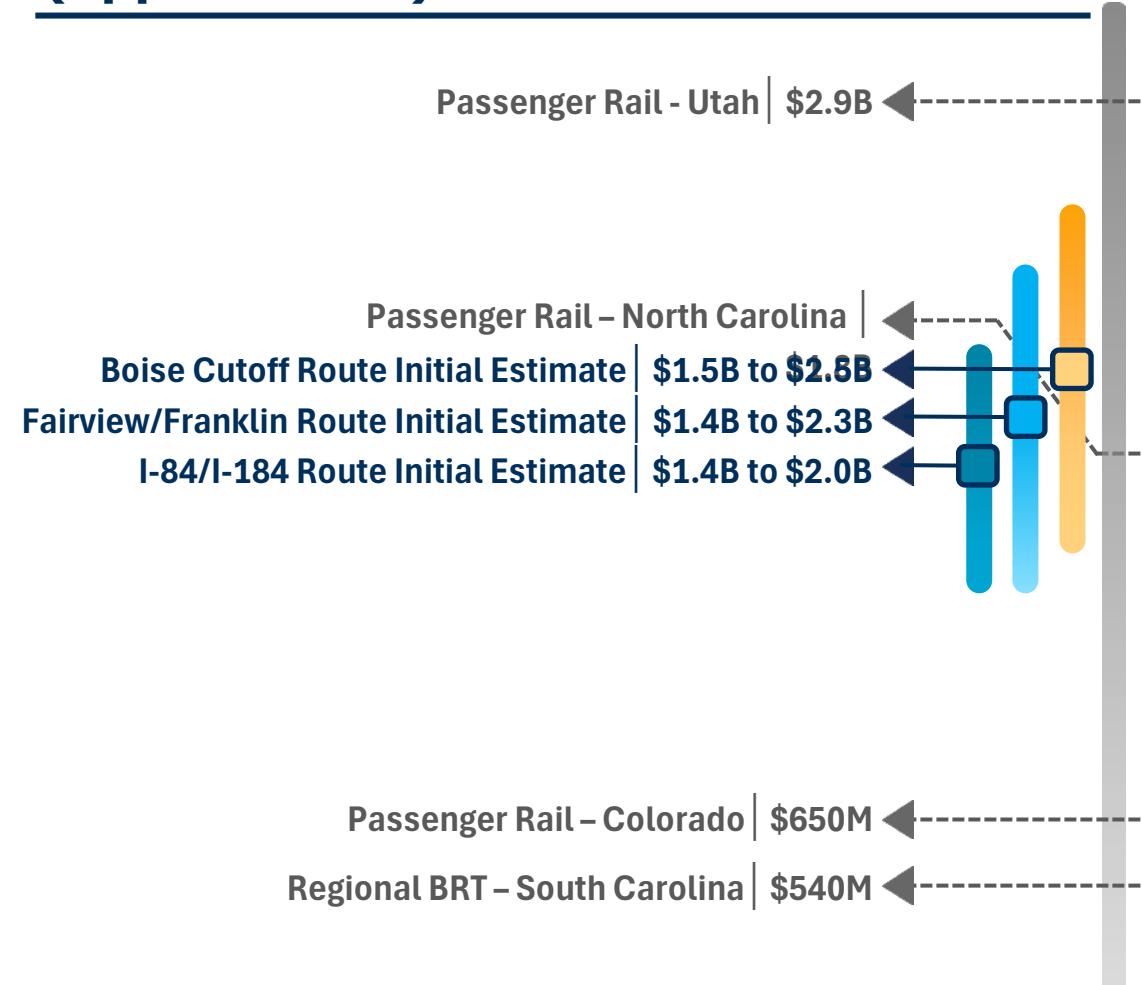 Passenger Rail - Utah | $2.9B
Passenger Rail – North Carolina |
Boise Cutoff Route Initial Estimate | $1.5B to $2.5B
Fairview/Franklin Route Initial Estimate | $1.4B to $2.3B
I-84/I-184 Route Initial Estimate | $1.4B to $2.0B
Passenger Rail – Colorado | $650M
Regional BRT – South Carolina | $540M